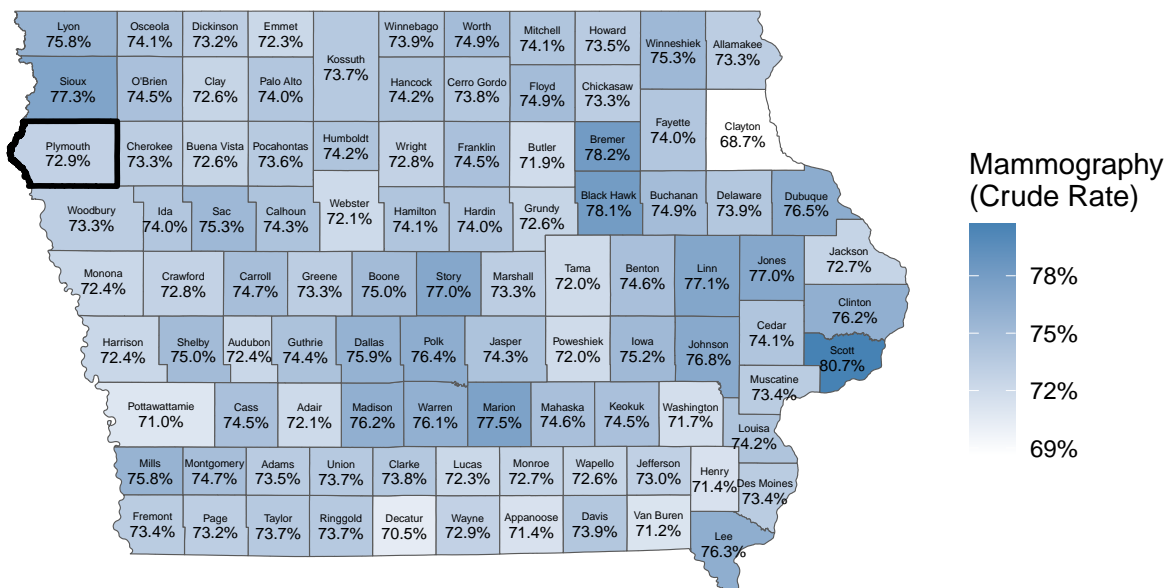 Lyon
75.8%
Osceola
74.1%
Dickinson
73.2%
Emmet
72.3%
Kossuth
73.7%
Winnebago
73.9%
Worth
74.9%
Mitchell
74.1%
Howard
73.5%
Winneshiek
75.3%
Allamakee
73.3%
Sioux
77.3%
O'Brien
74.5%
Clay
72.6%
Palo Alto
74.0%
Hancock
74.2%
Cerro Gordo
73.8%
Floyd
74.9%
Chickasaw
73.3%
Fayette
74.0%
Clayton
68.7%
Plymouth
72.9%
Cherokee
73.3%
Buena Vista
72.6%
Pocahontas
73.6%
Humboldt
74.2%
Wright
72.8%
Franklin
74.5%
Butler
71.9%
Bremer
78.2%
Woodbury
73.3%
Ida
74.0%
Sac
75.3%
Calhoun
74.3%
Webster
72.1%
Hamilton
74.1%
Hardin
74.0%
Grundy
72.6%
Black Hawk
78.1%
Buchanan
74.9%
Delaware
73.9%
Dubuque
76.5%
Monona
72.4%
Crawford
72.8%
Carroll
74.7%
Greene
73.3%
Boone
75.0%
Story
77.0%
Marshall
73.3%
Tama
72.0%
Benton
74.6%
Linn
77.1%
Jones
77.0%
Jackson
72.7%
Clinton
76.2%
Harrison
72.4%
Shelby
75.0%
Audubon
72.4%
Guthrie
74.4%
Dallas
75.9%
Polk
76.4%
Jasper
74.3%
Poweshiek
72.0%
Iowa
75.2%
Johnson
76.8%
Cedar
74.1%
Scott
80.7%
Muscatine
73.4%
Pottawattamie
71.0%
Cass
74.5%
Adair
72.1%
Madison
76.2%
Warren
76.1%
Marion
77.5%
Mahaska
74.6%
Keokuk
74.5%
Washington
71.7%
Louisa
74.2%
Mills
75.8%
Montgomery
74.7%
Adams
73.5%
Union
73.7%
Clarke
73.8%
Lucas
72.3%
Monroe
72.7%
Wapello
72.6%
Jefferson
73.0%
Henry
71.4%
Des Moines
73.4%
Fremont
73.4%
Page
73.2%
Taylor
73.7%
Ringgold
73.7%
Decatur
70.5%
Wayne
72.9%
Appanoose
71.4%
Davis
73.9%
Van Buren
71.2%
Lee
76.3%
Mammography
(Crude Rate)
78%
75%
72%
69%